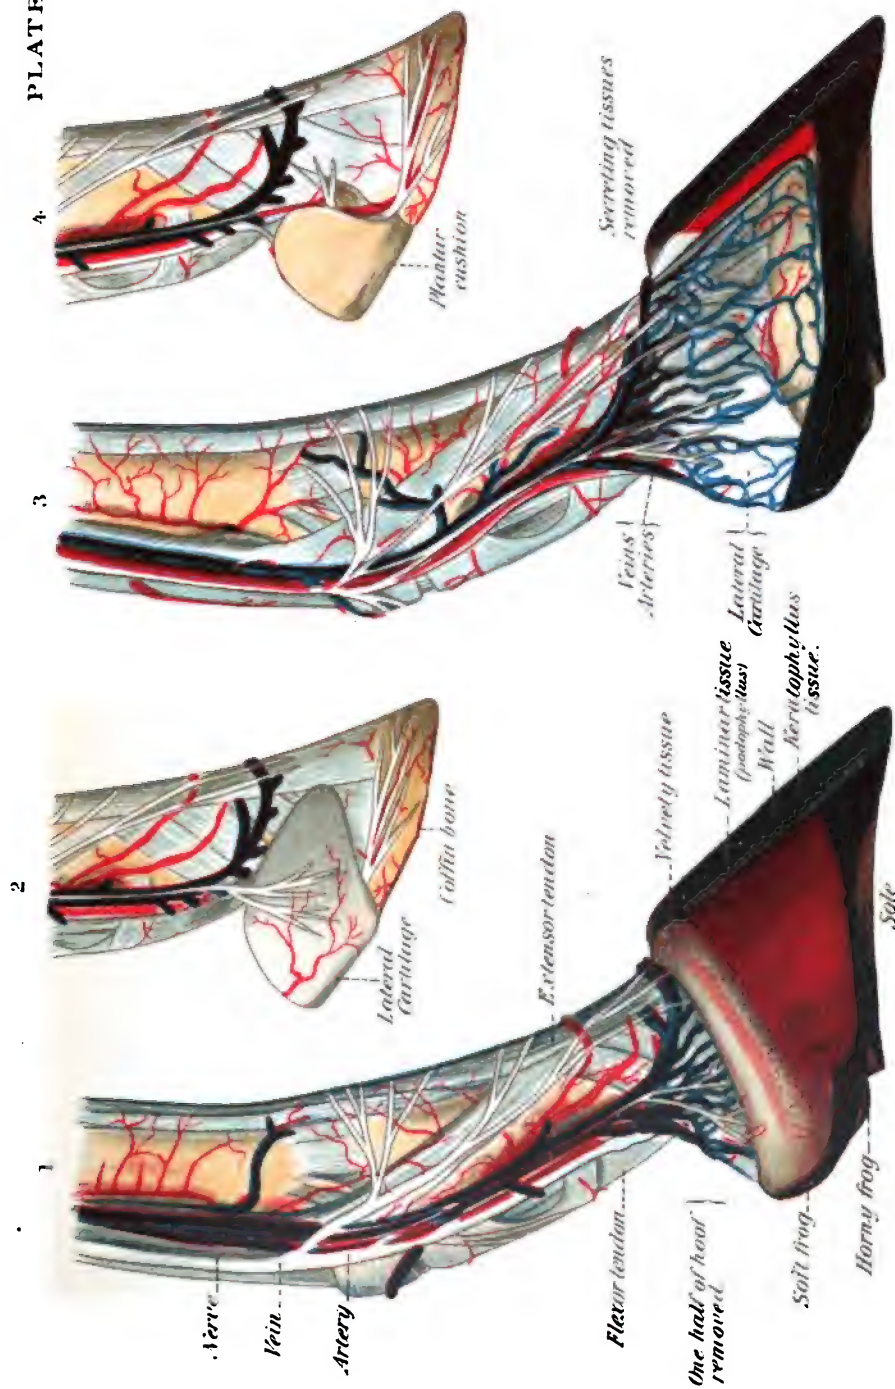 PLATE
1
2
3
4
Nerve
Vein
Artery
Flexor tendon
One half of hoof
removed
Soft frog
Horny frog
Sole
Extensor tendon
Velvety tissue
Laminar tissue
(podophyllus)
Wall
Keratophyllus
tissue.
Lateral
Cartilage
Coffin bone
Veins
Arteries
Lateral
Cartilage
Secreting tissues
removed
Plantar
cushion